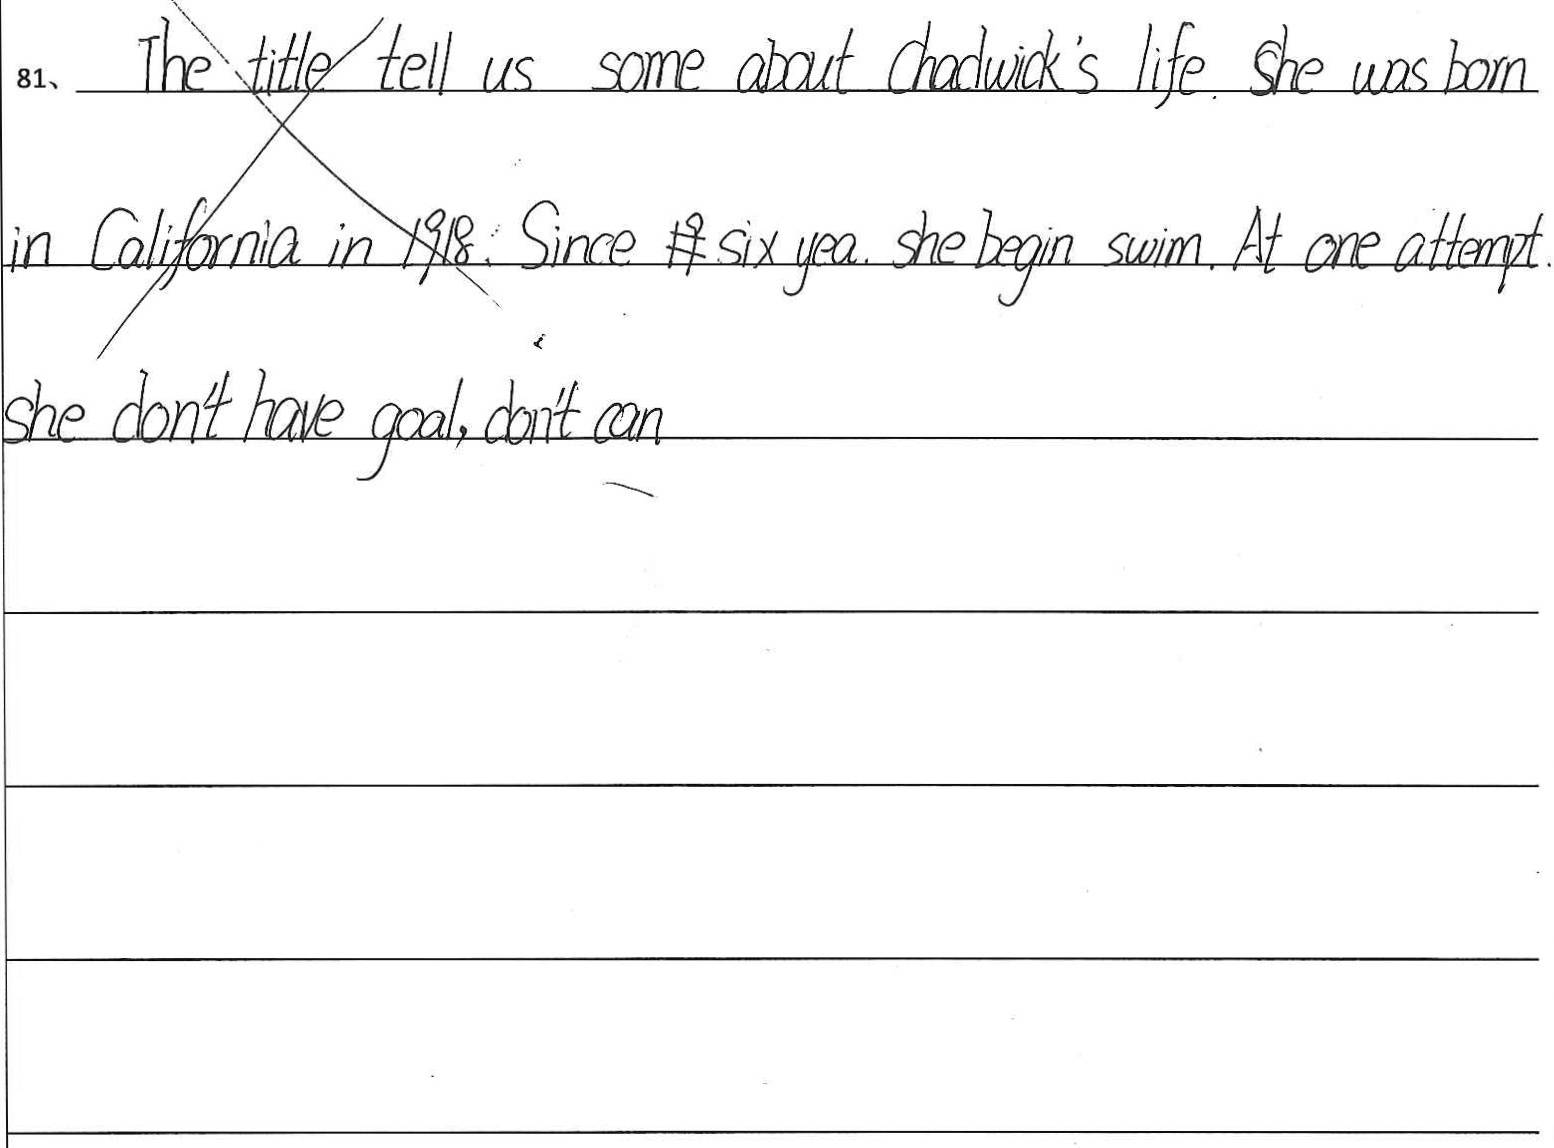 81、 The title tell us some about Chadwick's life. She was born
in California in 1918. Since six yea. she begin swim. At one attempt.
she don't have goal, don't can